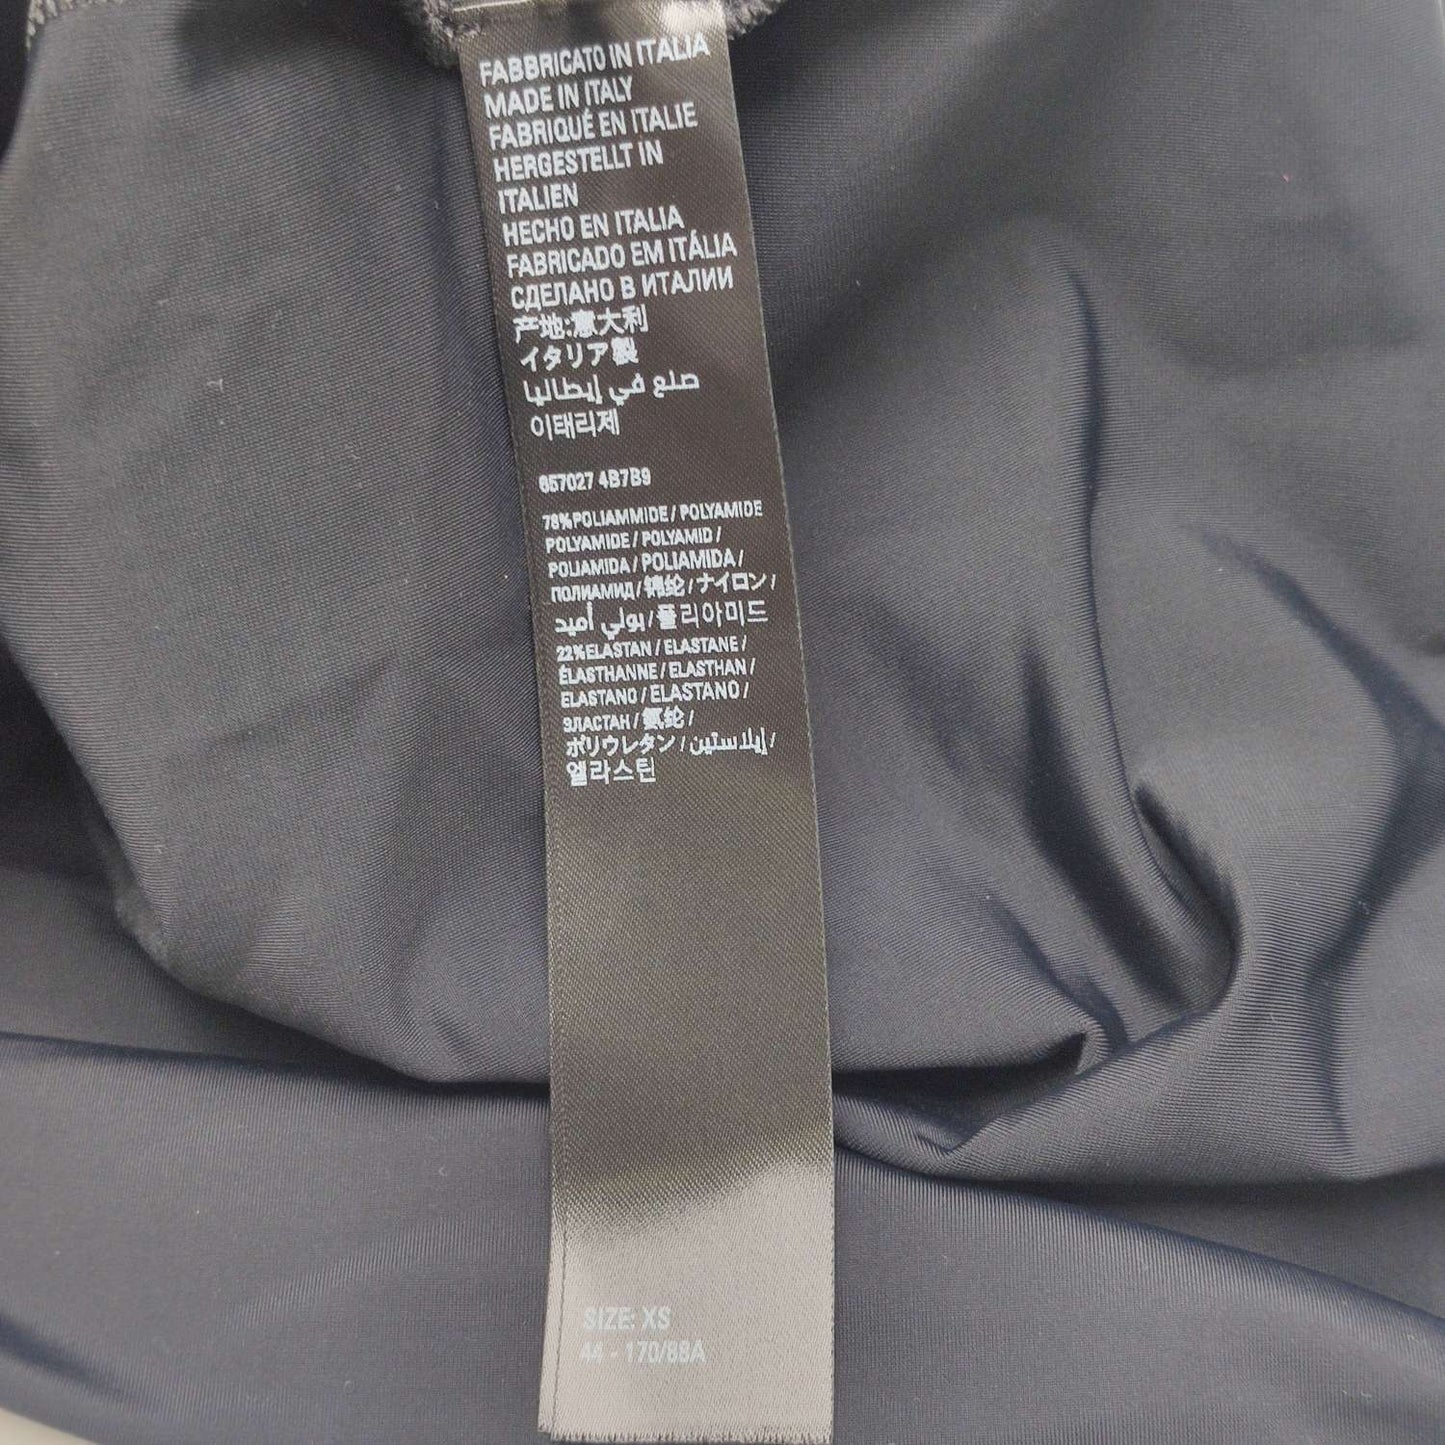 FABBRICATO IN ITALIA
MADE IN ITALY
FABRIQUÉ EN ITALIE
HERGESTELLT IN
ITALIEN
HECHO EN ITALIA
FABRICADO EM ITÁLIA
СДЕЛАНО В ИТАЛИИ
产地:意大利
イタリア製
صنع في إيطاليا
이태리제
657027 4B7B9
78%POLIAMMIDE / POLYAMIDE
POLYAMIDE / POLYAMID /
POLIAMIDA / POLIAMIDA /
ПОЛИАМИД / 锦纶 / ナイロン /
بولي أميد / 폴리아미드
22%ELASTAN / ELASTANE /
ÉLASTHANNE / ELASTHAN /
ELASTANO / ELASTANO /
ЭЛАСТАН / 氨纶 /
ポリウレタン / إيلاستين /
엘라스틴
SIZE: XS
44 - 170/88A